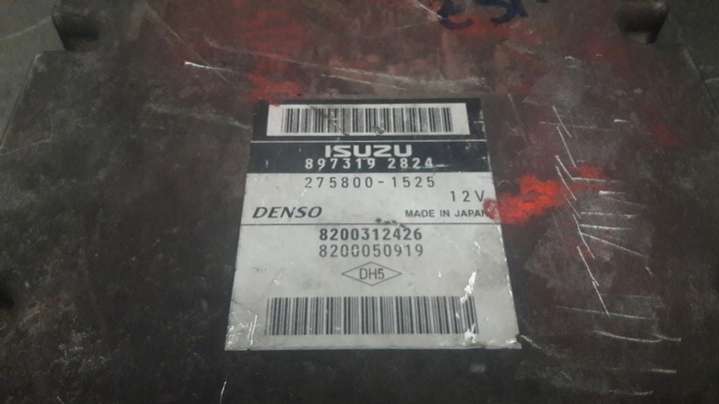 ISUZU
897319 2824
275800-1525
12V
DENSO
MADE IN JAPAN
8200312426
8200050919
DH5